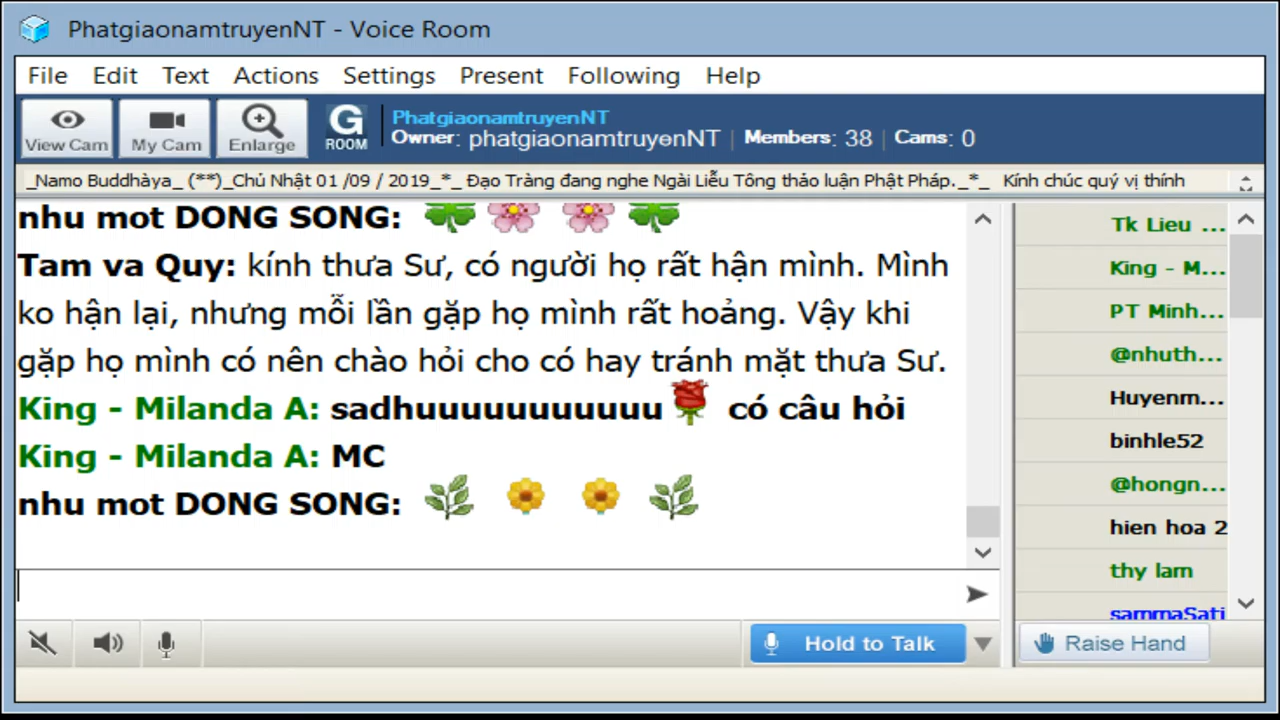 PhatgiaonamtruyenNT - Voice Room
File Edit Text Actions Settings Present Following Help
View Cam My Cam Enlarge G ROOM
PhatgiaonamtruyenNT
Owner: phatgiaonamtruyenNT | Members: 38 | Cams: 0
_Namo Buddhàya_ (**)_Chủ Nhật 01 /09 / 2019_*_ Đạo Tràng đang nghe Ngài Liễu Tông thảo luận Phật Pháp._*_ Kính chúc quý vị thính
nhu mot DONG SONG:
Tam va Quy: kính thưa Sư, có người họ rất hận mình. Mình
ko hận lại, nhưng mỗi lần gặp họ mình rất hoảng. Vậy khi
gặp họ mình có nên chào hỏi cho có hay tránh mặt thưa Sư.
King - Milanda A: sadhuuuuuuuuuuu có câu hỏi
King - Milanda A: MC
nhu mot DONG SONG:
Tk Lieu ...
King - M...
PT Minh...
@nhuth...
Huyenm...
binhle52
@hongn...
hien hoa 2
thy lam
sammaSati
Hold to Talk
Raise Hand